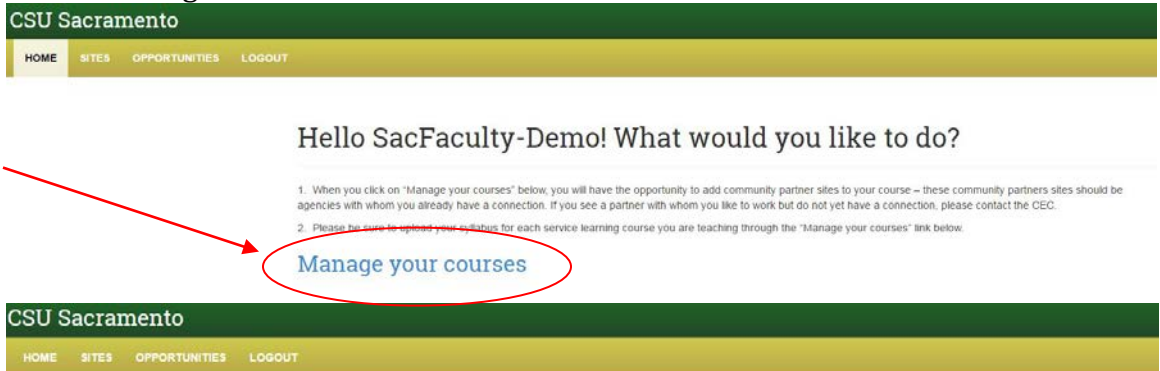 CSU Sacramento
HOME SITES OPPORTUNITIES LOGOUT
Hello SacFaculty-Demo! What would you like to do?
1. When you click on "Manage your courses" below, you will have the opportunity to add community partner sites to your course – these community partners sites should be
agencies with whom you already have a connection. If you see a partner with whom you like to work but do not yet have a connection, please contact the CEC.
2. Please be sure to upload your syllabus for each service learning course you are teaching through the "Manage your courses" link below.
Manage your courses
CSU Sacramento
HOME SITES OPPORTUNITIES LOGOUT